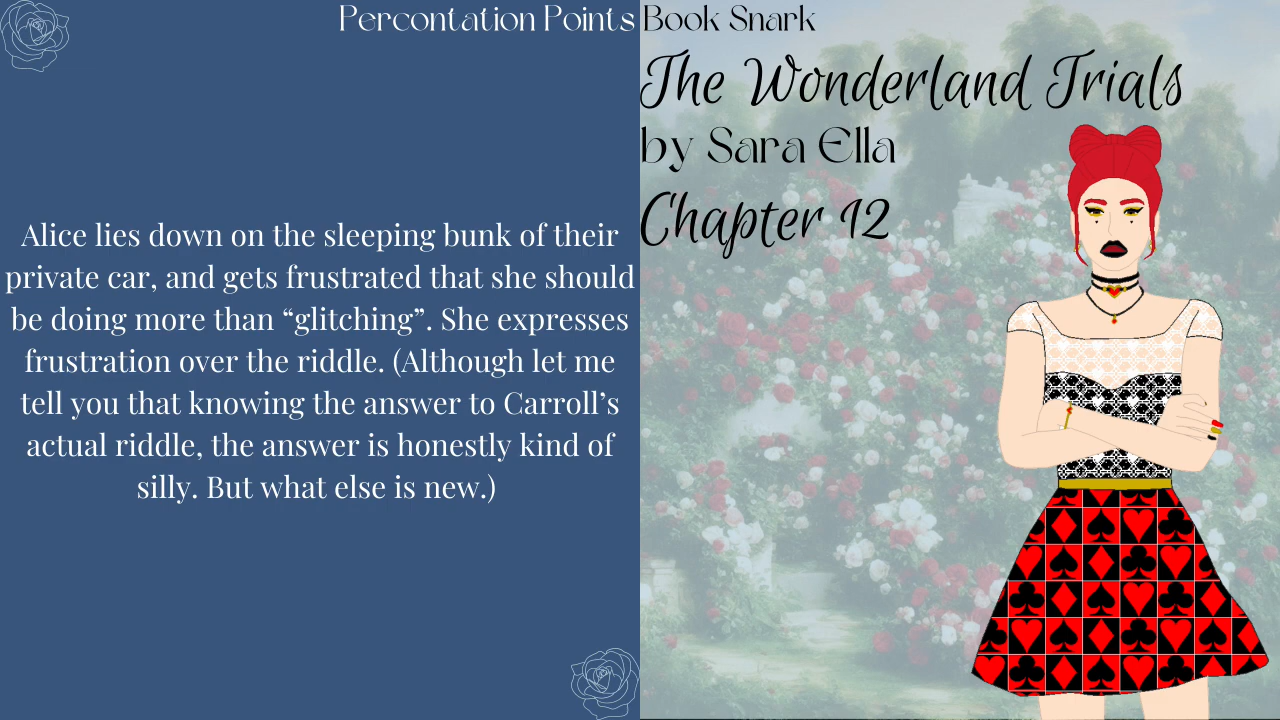 Percontation Points Book Snark
The Wonderland Trials
by Sara Ella
Chapter 12
Alice lies down on the sleeping bunk of their
private car, and gets frustrated that she should
be doing more than “glitching”. She expresses
frustration over the riddle. (Although let me
tell you that knowing the answer to Carroll’s
actual riddle, the answer is honestly kind of
silly. But what else is new.)